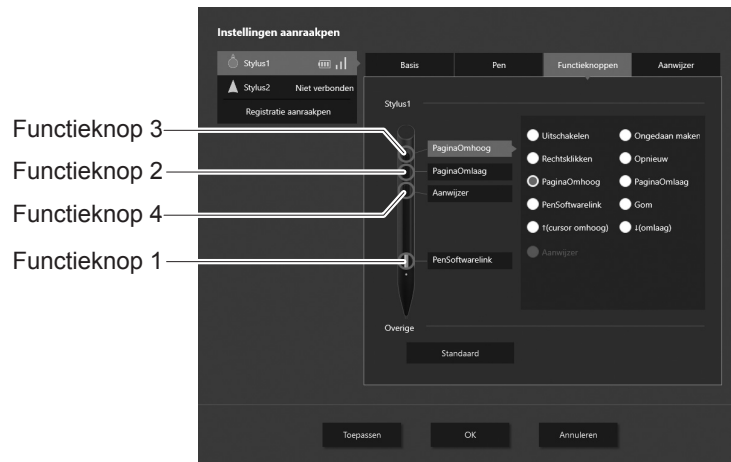 Instellingen aanraakpen
Stylus1
Stylus2 Niet verbonden
Registratie aanraakpen
Basis Pen Functieknoppen Aanwijzer
Stylus1
Functieknop 3
Functieknop 2
Functieknop 4
Functieknop 1
PaginaOmhoog
PaginaOmlaag
Aanwijzer
PenSoftwarelink
Uitschakelen Ongedaan maken
Rechtsklikken Opnieuw
PaginaOmhoog PaginaOmlaag
PenSoftwarelink Gom
↑(cursor omhoog) ↓(omlaag)
Aanwijzer
Overige
Standaard
Toepassen OK Annuleren